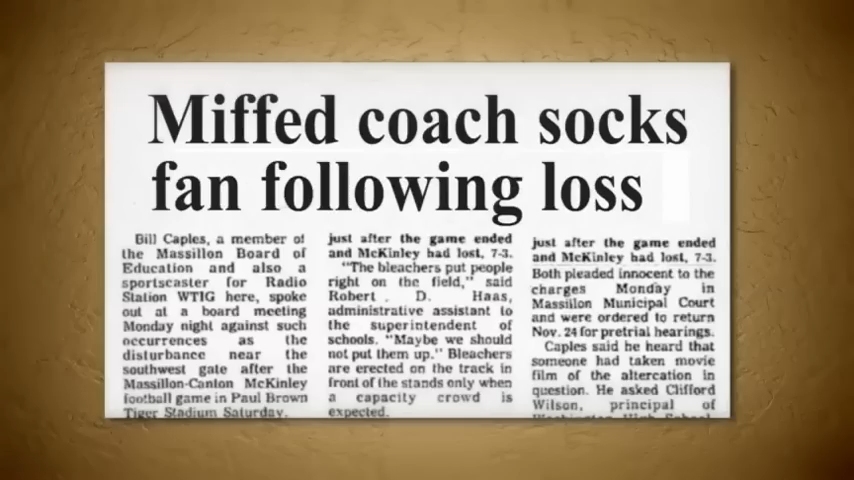 Miffed coach socks
fan following loss
Bill Caples, a member of
the Massillon Board of
Education and also a
sportscaster for Radio
Station WTIG here, spoke
out at a board meeting
Monday night against such
occurrences as the
disturbance near the
southwest gate after the
Massillon-Canton McKinley
football game in Paul Brown
Tiger Stadium Saturday.
just after the game ended
and McKinley had lost, 7-3.
"The bleachers put people
right on the field," said
Robert . D. Haas,
administrative assistant to
the superintendent of
schools. "Maybe we should
not put them up." Bleachers
are erected on the track in
front of the stands only when
a capacity crowd is
expected.
just after the game ended
and McKinley had lost, 7-3.
Both pleaded innocent to the
charges Monday in
Massillon Municipal Court
and were ordered to return
Nov. 24 for pretrial hearings.
Caples said he heard that
someone had taken movie
film of the altercation in
question. He asked Clifford
Wilson, principal of
Washington High School,